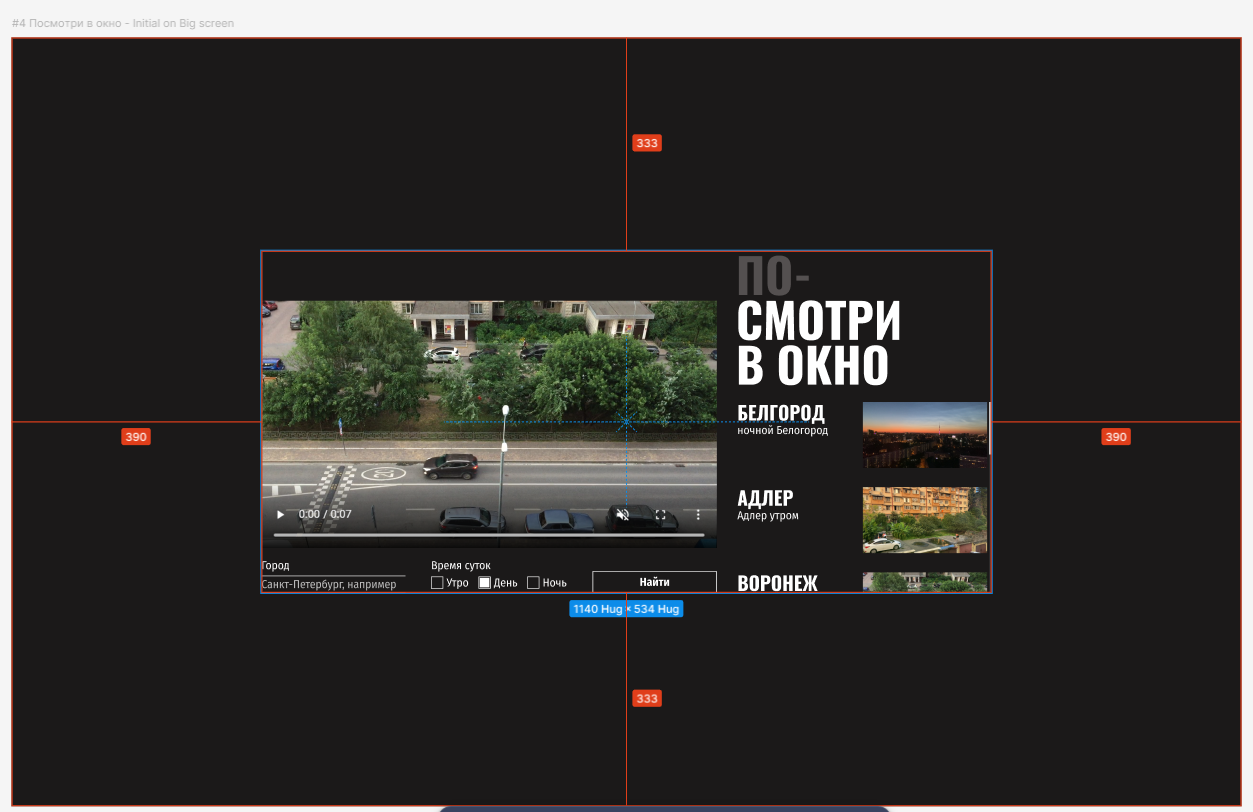 #4 Посмотри в окно - Initial on Big screen
333
ПО-
СМОТРИ
В ОКНО
БЕЛГОРОД
ночной Белогород
390
390
АДЛЕР
Адлер утром
0:00 / 0:07
Город
Время суток
Санкт-Петербург, например
Утро
День
Ночь
Найти
ВОРОНЕЖ
1140 Hug × 534 Hug
333